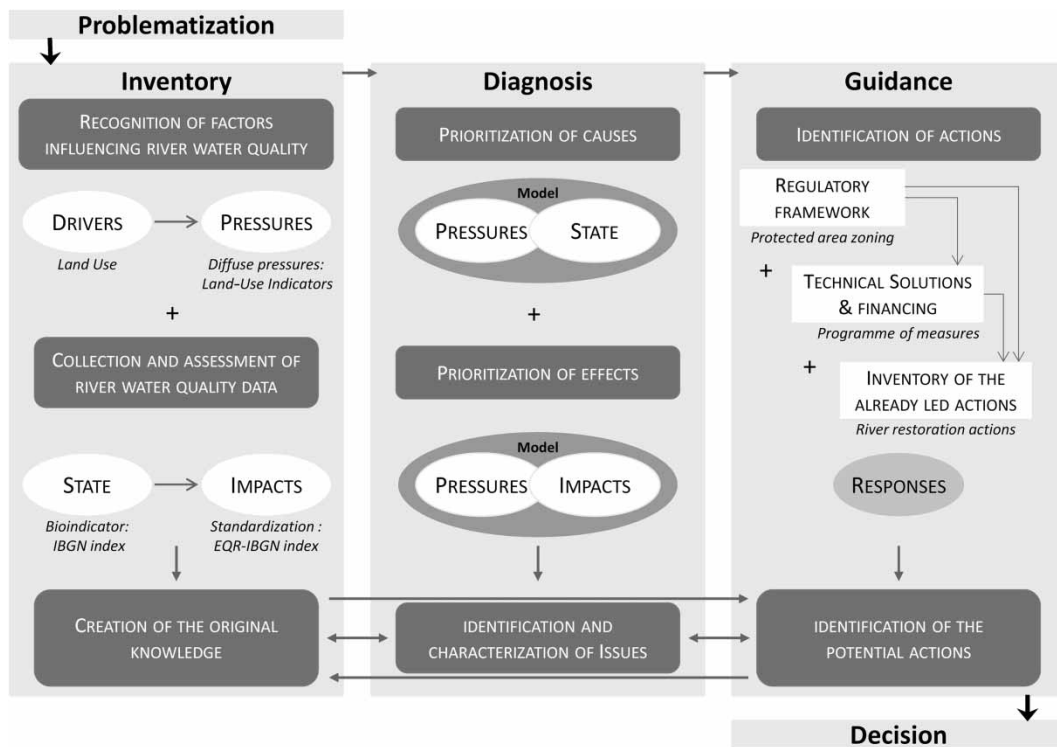 Problematization
Inventory
RECOGNITION OF FACTORS
INFLUENCING RIVER WATER QUALITY
DRIVERS
PRESSURES
Land Use
Diffuse pressures:
Land-Use Indicators
+
COLLECTION AND ASSESSMENT OF
RIVER WATER QUALITY DATA
STATE
IMPACTS
Bioindicator:
IBGN index
Standardization :
EQR-IBGN index
CREATION OF THE ORIGINAL
KNOWLEDGE
Diagnosis
PRIORITIZATION OF CAUSES
Model
PRESSURES
STATE
+
PRIORITIZATION OF EFFECTS
Model
PRESSURES
IMPACTS
IDENTIFICATION AND
CHARACTERIZATION OF ISSUES
Guidance
IDENTIFICATION OF ACTIONS
REGULATORY
FRAMEWORK
Protected area zoning
+
TECHNICAL SOLUTIONS
& FINANCING
Programme of measures
+
INVENTORY OF THE
ALREADY LED ACTIONS
River restoration actions
RESPONSES
IDENTIFICATION OF THE
POTENTIAL ACTIONS
Decision